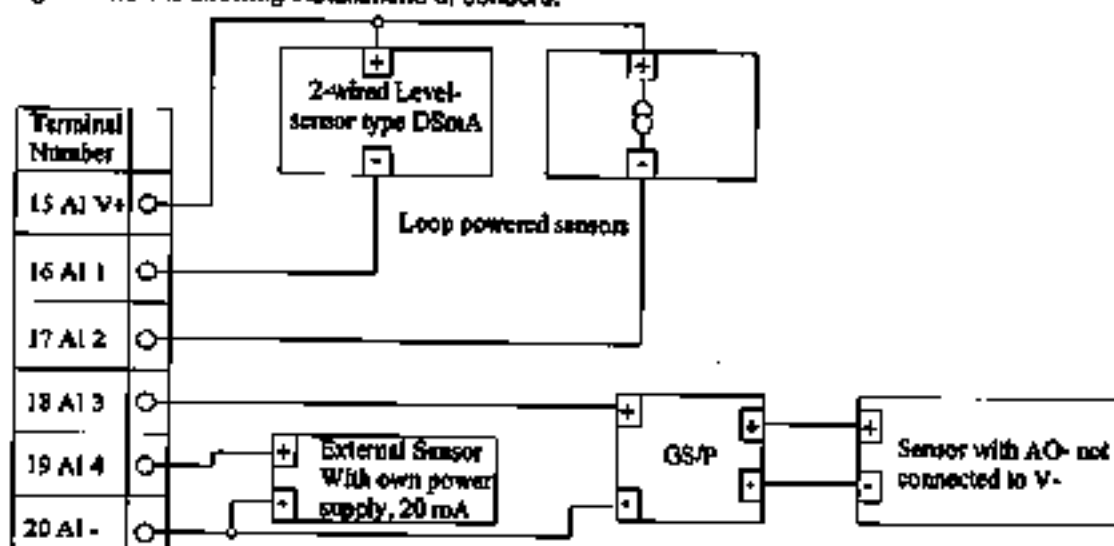 sensors.
2-wired Level-
sensor type DSmA
Terminal
Number
15 AI V+
Loop powered sensors
16 AI 1
17 AI 2
18 AI 3
19 AI 4
20 AI -
External Sensor
With own power
supply, 20 mA
GS/P
Sensor with AO- not
connected to V-